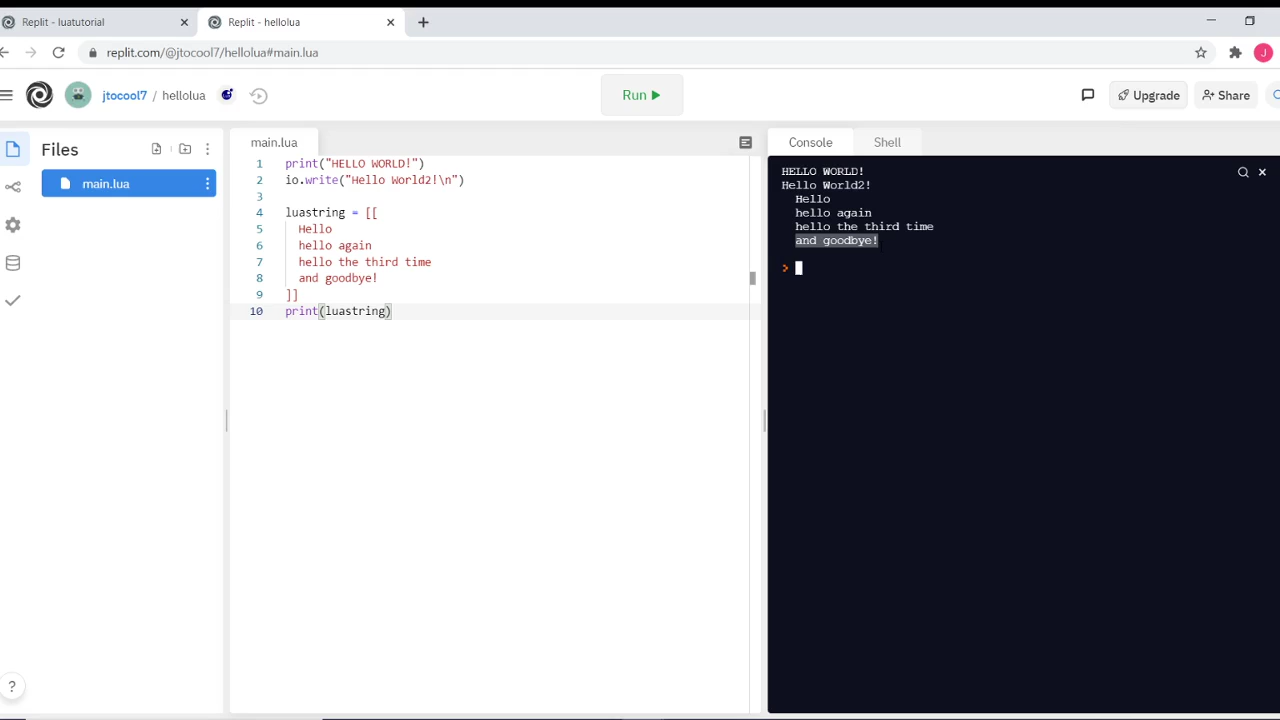 Replit - luatutorial
Replit - hellolua
replit.com/@jtocool7/hellolua#main.lua
J
jtocool7 / hellolua
Run
Upgrade
Share
Files
main.lua
main.lua
1 print("HELLO WORLD!")
2 io.write("Hello World2!\n")
3
4 luastring = [[
5 Hello
6 hello again
7 hello the third time
8 and goodbye!
9 ]]
10 print(luastring)
Console
Shell
HELLO WORLD!
Hello World2!
Hello
hello again
hello the third time
and goodbye!
>
?